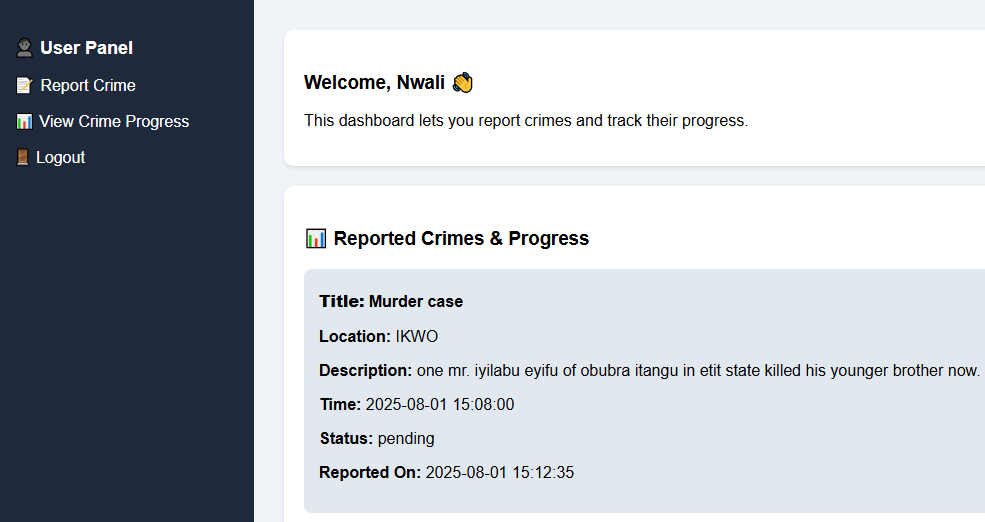 User Panel
Report Crime
View Crime Progress
Logout
Welcome, Nwali 👏
This dashboard lets you report crimes and track their progress.
Reported Crimes & Progress
Title: Murder case
Location: IKWO
Description: one mr. iyilabu eyifu of obubra itangu in etit state killed his younger brother now.
Time: 2025-08-01 15:08:00
Status: pending
Reported On: 2025-08-01 15:12:35